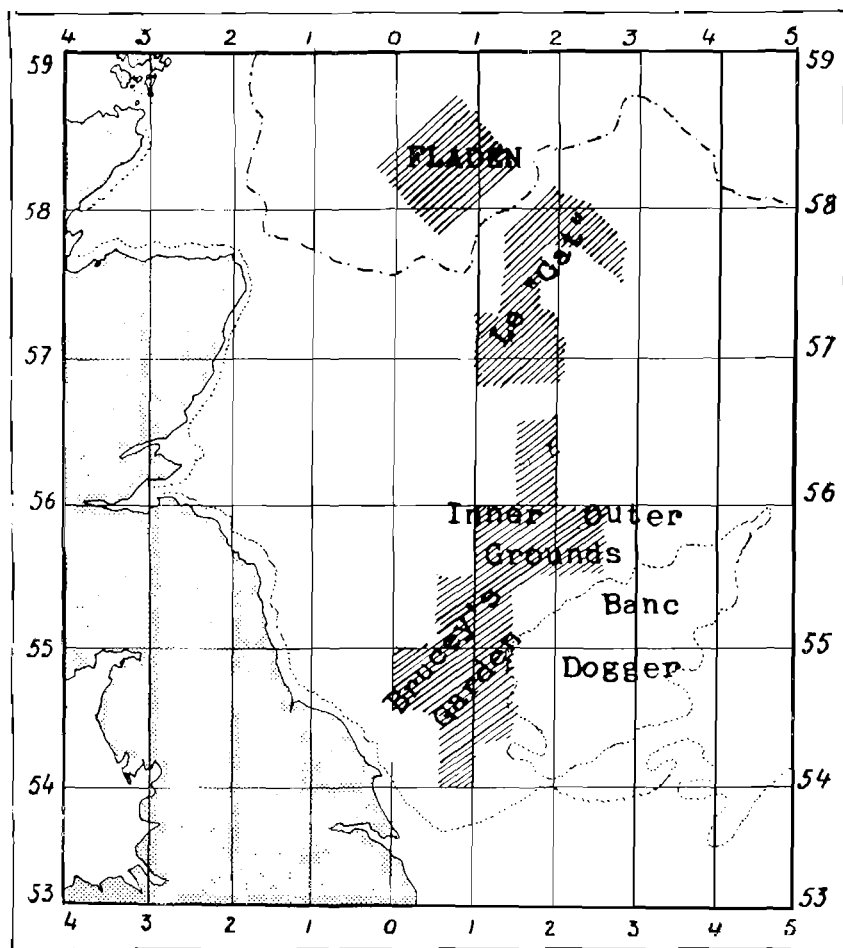 4 3 2 1 0 1 2 3 4 5
59 59
FLADEN
58 58
Le "Cat"
57 57
56 56
Inner Outer
Grounds
Banc
Brucey's
Garden
55 55
Dogger
54 54
53 53
4 3 2 1 0 1 2 3 4 5